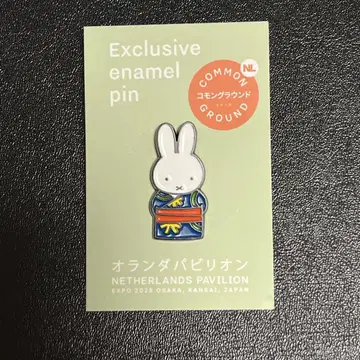 Exclusive
enamel
pin
NL
COMMON
コモングラウンド
GROUND
オランダパビリオン
NETHERLANDS PAVILION
EXPO 2025 OSAKA, KANSAI, JAPAN